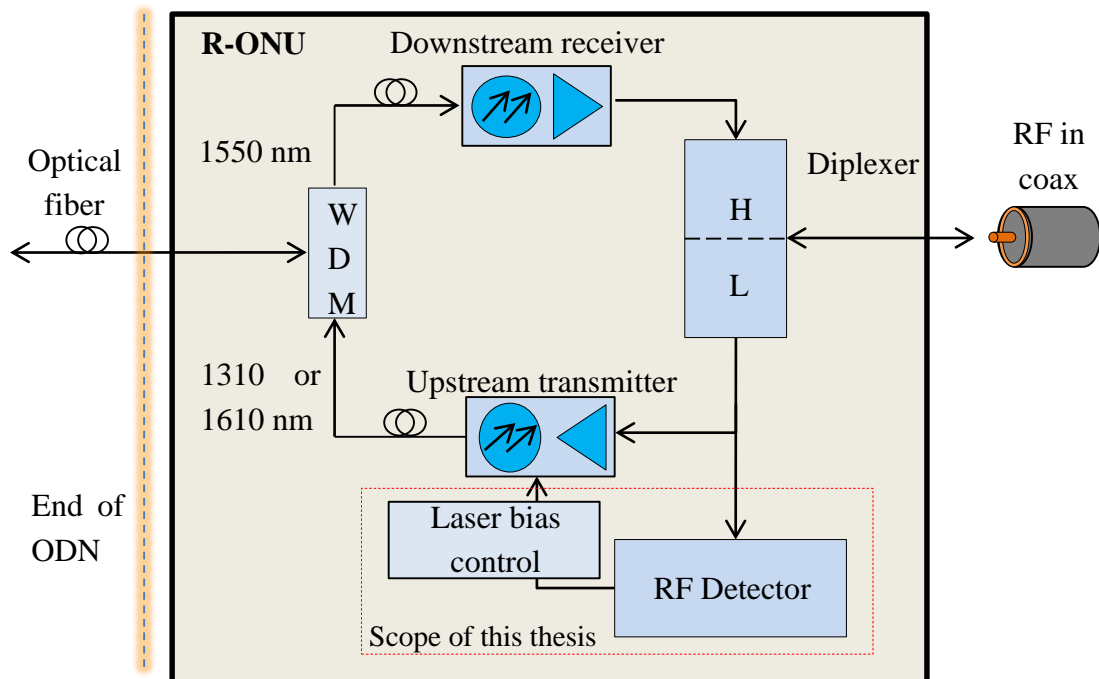 R-ONU
Downstream receiver
1550 nm
Optical
fiber
W
D
M
H
L
Diplexer
RF in
coax
1310 or
1610 nm
Upstream transmitter
End of
ODN
Laser bias
control
RF Detector
Scope of this thesis